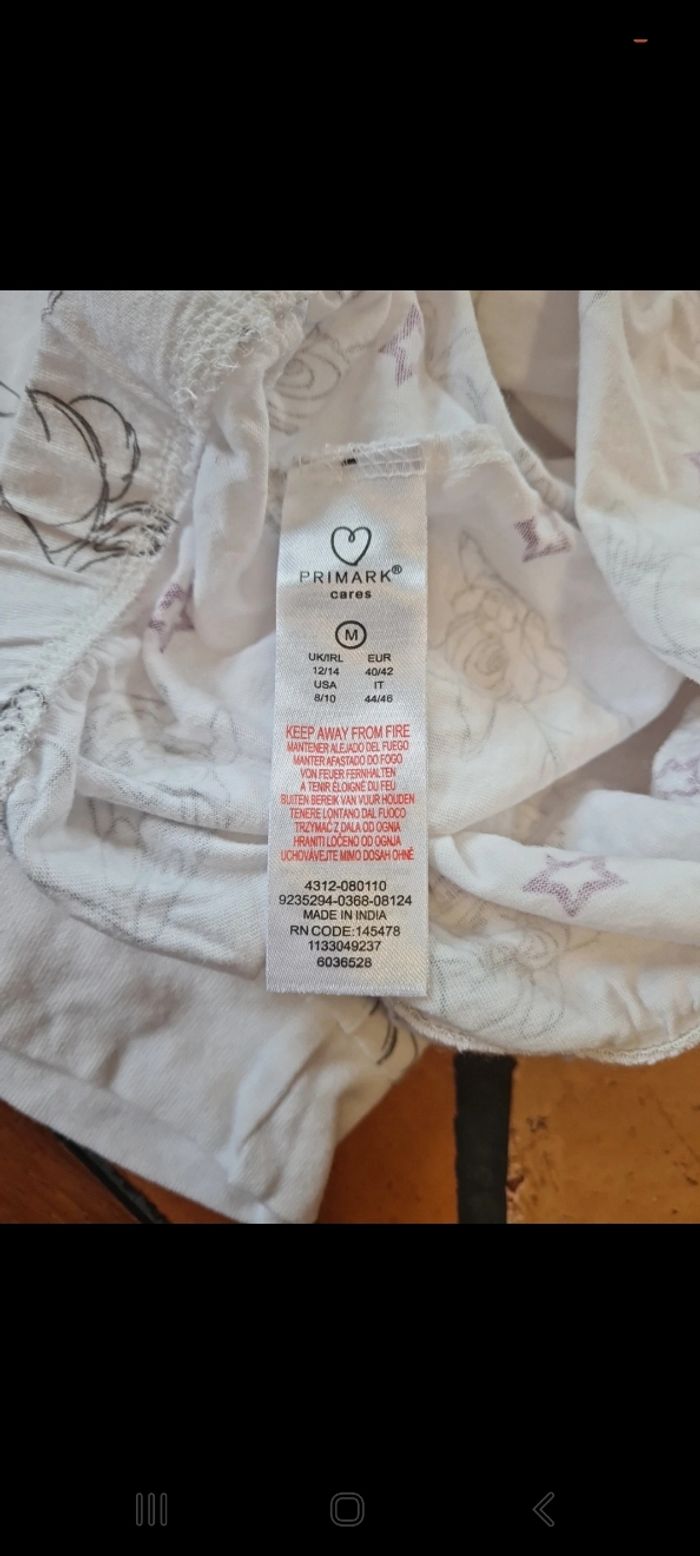 PRIMARK®
cares
M
UK/IRL EUR
12/14 40/42
USA IT
8/10 44/46
KEEP AWAY FROM FIRE
MANTENER ALEJADO DEL FUEGO
MANTER AFASTADO DO FOGO
VON FEUER FERNHALTEN
A TENIR ÉLOIGNÉ DU FEU
BUITEN BEREIK VAN VUUR HOUDEN
TENERE LONTANO DAL FUOCO
TRZYMAĆ Z DALA OD OGNIA
HRANITI LOČENO OD OGNJA
UCHOVÁVEJTE MIMO DOSAH OHNĚ
4312-080110
9235294-0368-08124
MADE IN INDIA
RN CODE:145478
1133049237
6036528